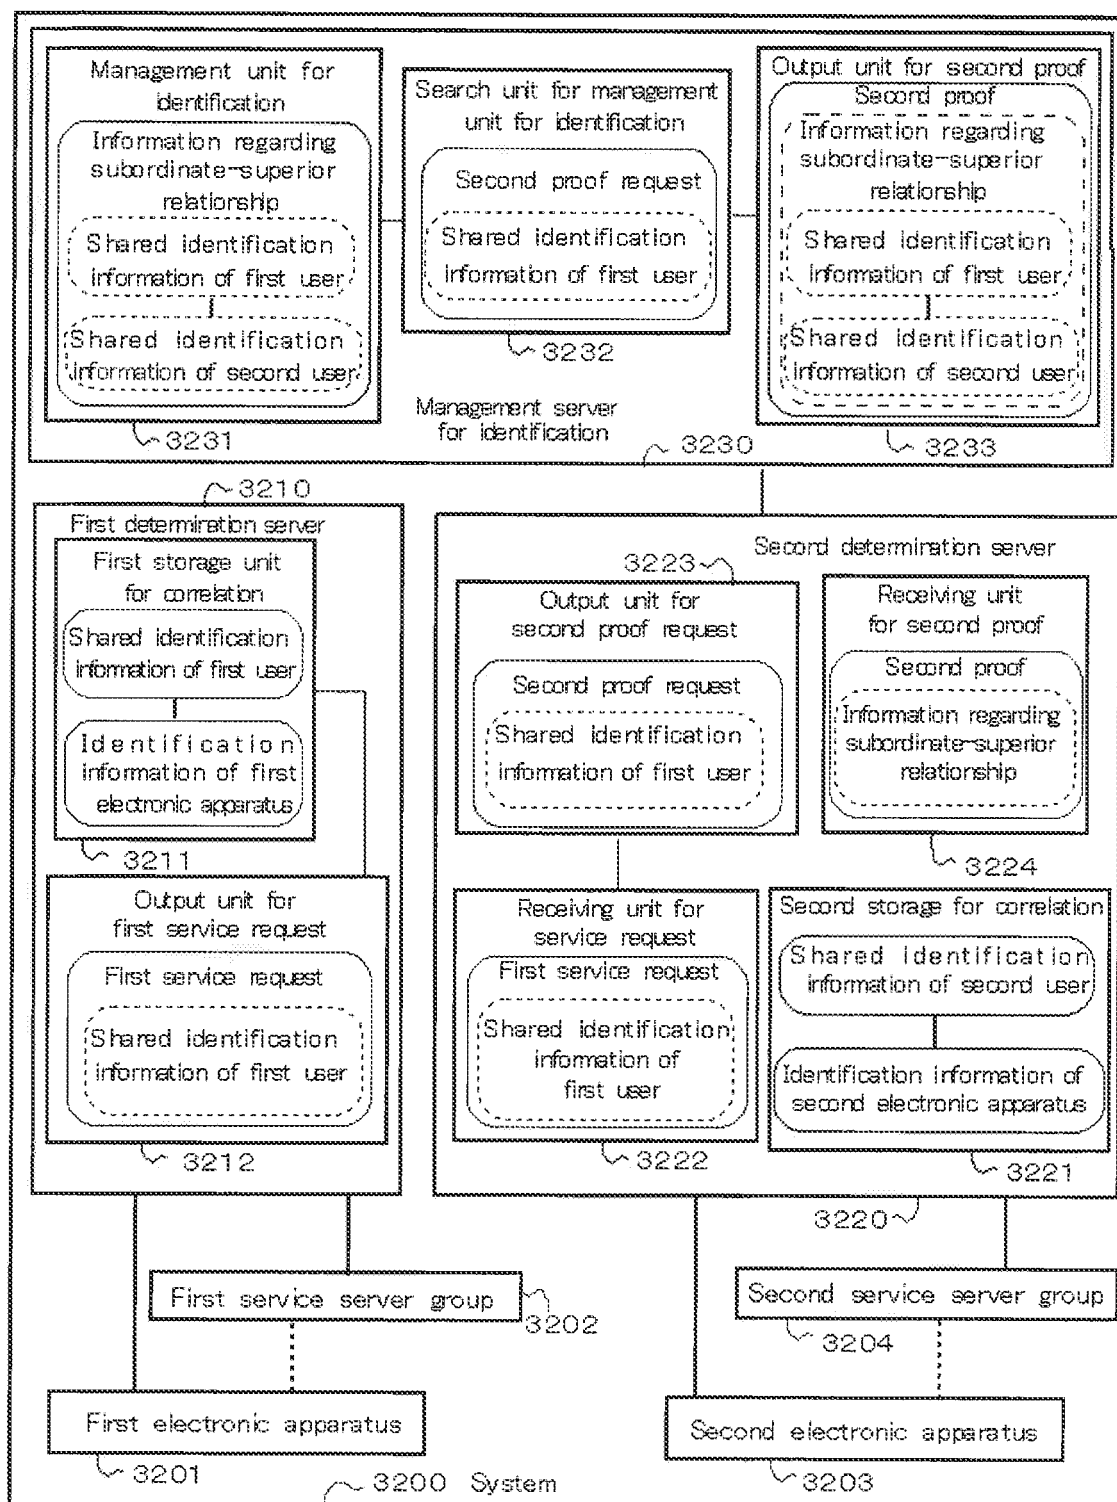 Management unit for
identification
Information regarding
subordinate-superior
relationship
Shared identification
information of first user
Shared identification
information of second user
3231
Search unit for management
unit for identification
Second proof request
Shared identification
information of first user
3232
Output unit for second proof
Second proof
Information regarding
subordinate-superior
relationship
Shared identification
information of first user
Shared identification
information of second user
3233
Management server
for identification
3230
3210
First determination server
First storage unit
for correlation
Shared identification
information of first user
Identification
information of first
electronic apparatus
3211
Output unit for
first service request
First service request
Shared identification
information of first user
3212
Second determination server
3223
Output unit for
second proof request
Second proof request
Shared identification
information of first user
Receiving unit
for second proof
Second proof
Information regarding
subordinate-superior
relationship
3224
Receiving unit for
service request
First service request
Shared identification
information of
first user
3222
Second storage for correlation
Shared identification
information of second user
Identification information of
second electronic apparatus
3221
3220
First service server group
3202
Second service server group
3204
First electronic apparatus
3201
Second electronic apparatus
3203
3200 System